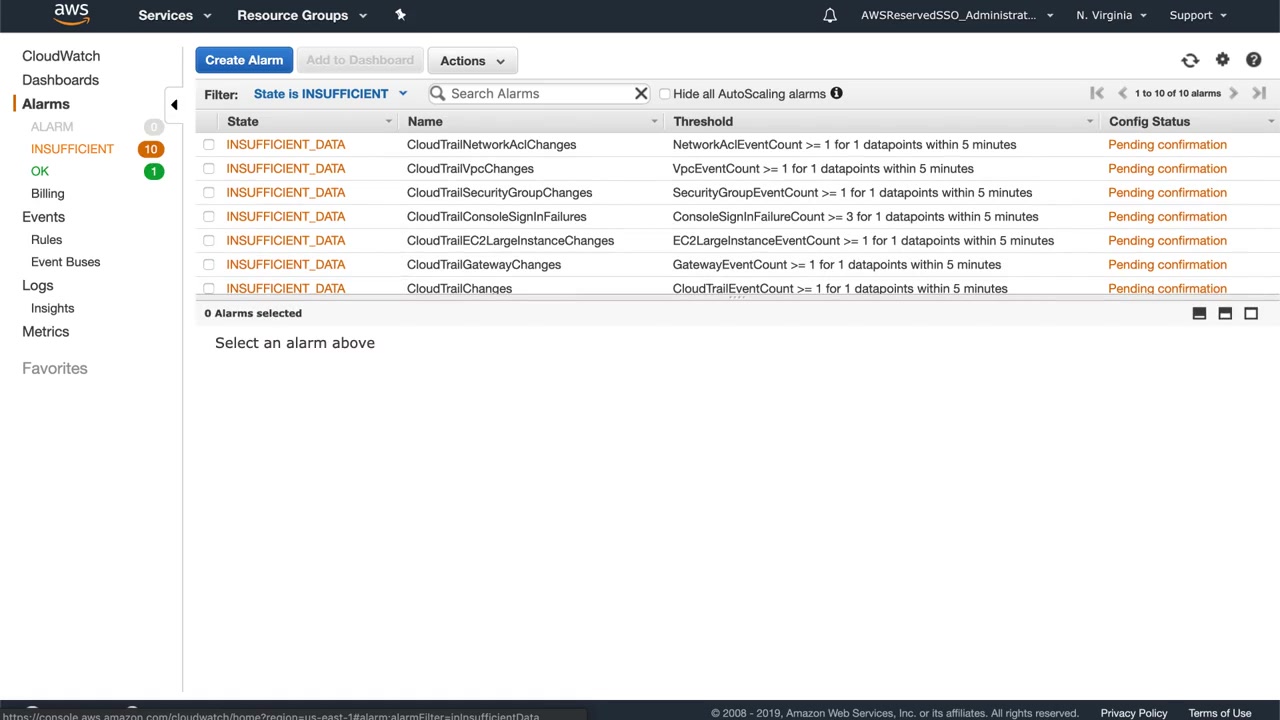 aws Services Resource Groups AWSReservedSSO_Administrat... N. Virginia Support
CloudWatch
Dashboards
Alarms
ALARM 0
INSUFFICIENT 10
OK 1
Billing
Events
Rules
Event Buses
Logs
Insights
Metrics
Favorites
Create Alarm Add to Dashboard Actions
Filter: State is INSUFFICIENT Search Alarms Hide all AutoScaling alarms 1 to 10 of 10 alarms
State Name Threshold Config Status
INSUFFICIENT_DATA CloudTrailNetworkAclChanges NetworkAclEventCount >= 1 for 1 datapoints within 5 minutes Pending confirmation
INSUFFICIENT_DATA CloudTrailVpcChanges VpcEventCount >= 1 for 1 datapoints within 5 minutes Pending confirmation
INSUFFICIENT_DATA CloudTrailSecurityGroupChanges SecurityGroupEventCount >= 1 for 1 datapoints within 5 minutes Pending confirmation
INSUFFICIENT_DATA CloudTrailConsoleSignInFailures ConsoleSignInFailureCount >= 3 for 1 datapoints within 5 minutes Pending confirmation
INSUFFICIENT_DATA CloudTrailEC2LargeInstanceChanges EC2LargeInstanceEventCount >= 1 for 1 datapoints within 5 minutes Pending confirmation
INSUFFICIENT_DATA CloudTrailGatewayChanges GatewayEventCount >= 1 for 1 datapoints within 5 minutes Pending confirmation
INSUFFICIENT_DATA CloudTrailChanges CloudTrailEventCount >= 1 for 1 datapoints within 5 minutes Pending confirmation
0 Alarms selected
Select an alarm above
https://console.aws.amazon.com/cloudwatch/home?region=us-east-1#alarm:alarmFilter=inInsufficientData
© 2008 - 2019, Amazon Web Services, Inc. or its affiliates. All rights reserved. Privacy Policy Terms of Use